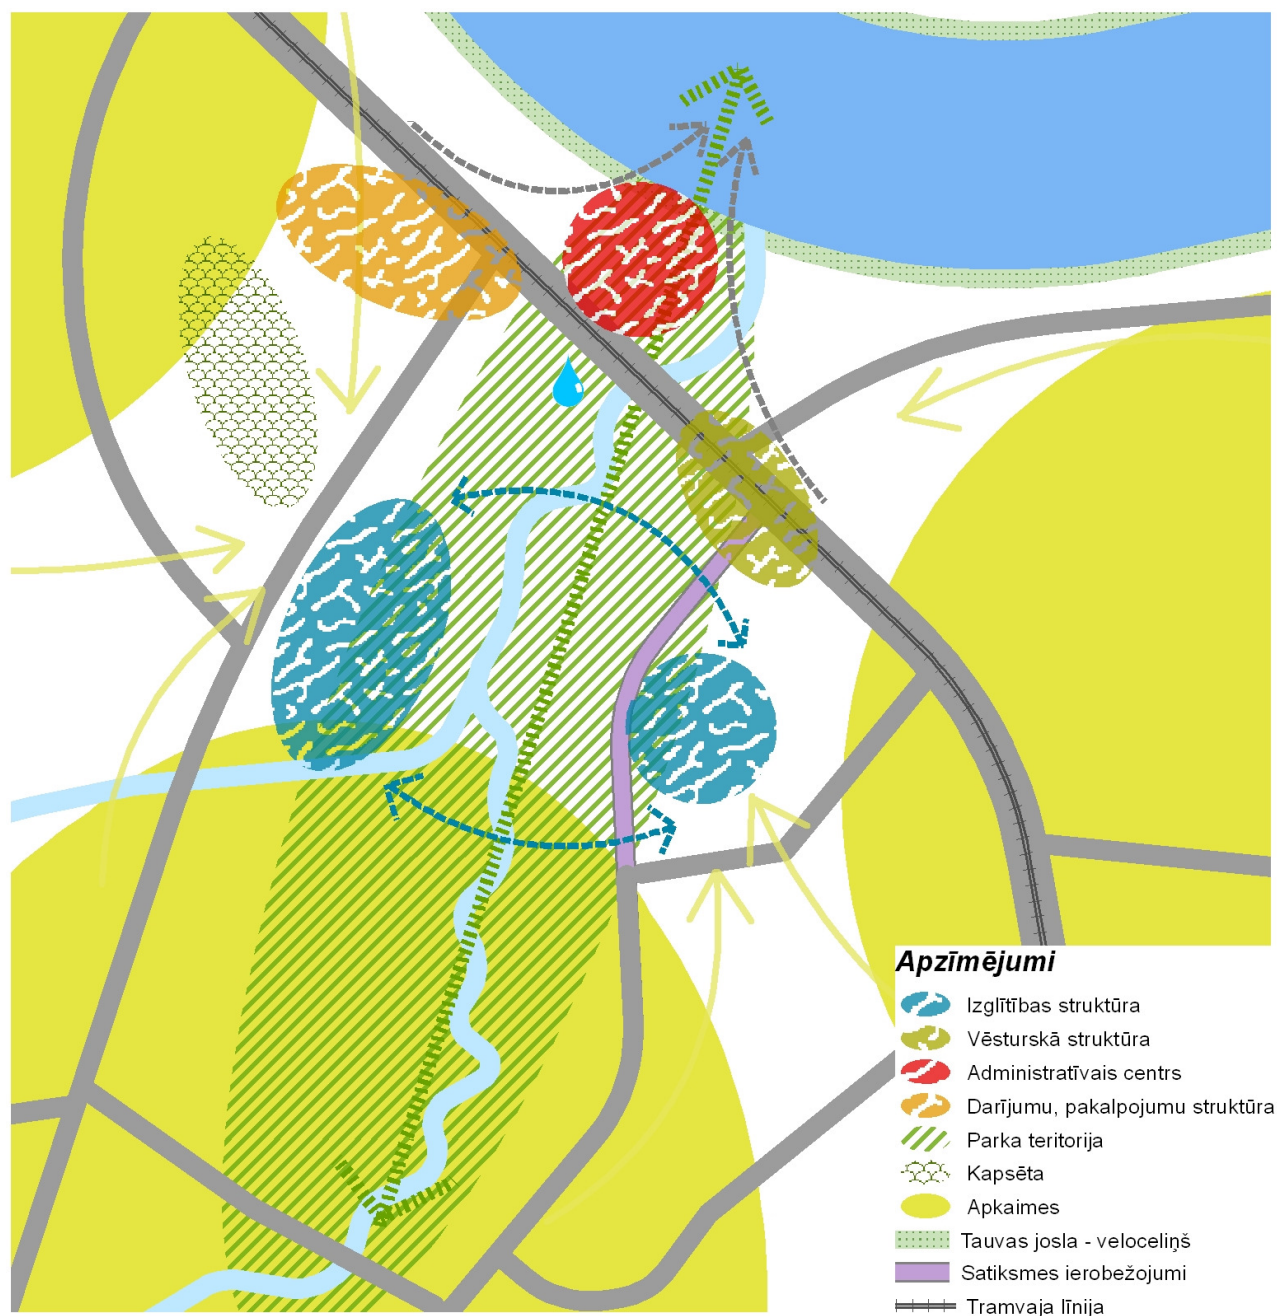 Apzīmējumi
Izglītības struktūra
Vēsturskā struktūra
Administratīvais centrs
Darījumu, pakalpojumu struktūra
Parka teritorija
Kapsēta
Apkaimes
Tauvas josla - veloceliņš
Satiksmes ierobežojumi
Tramvaja līnija